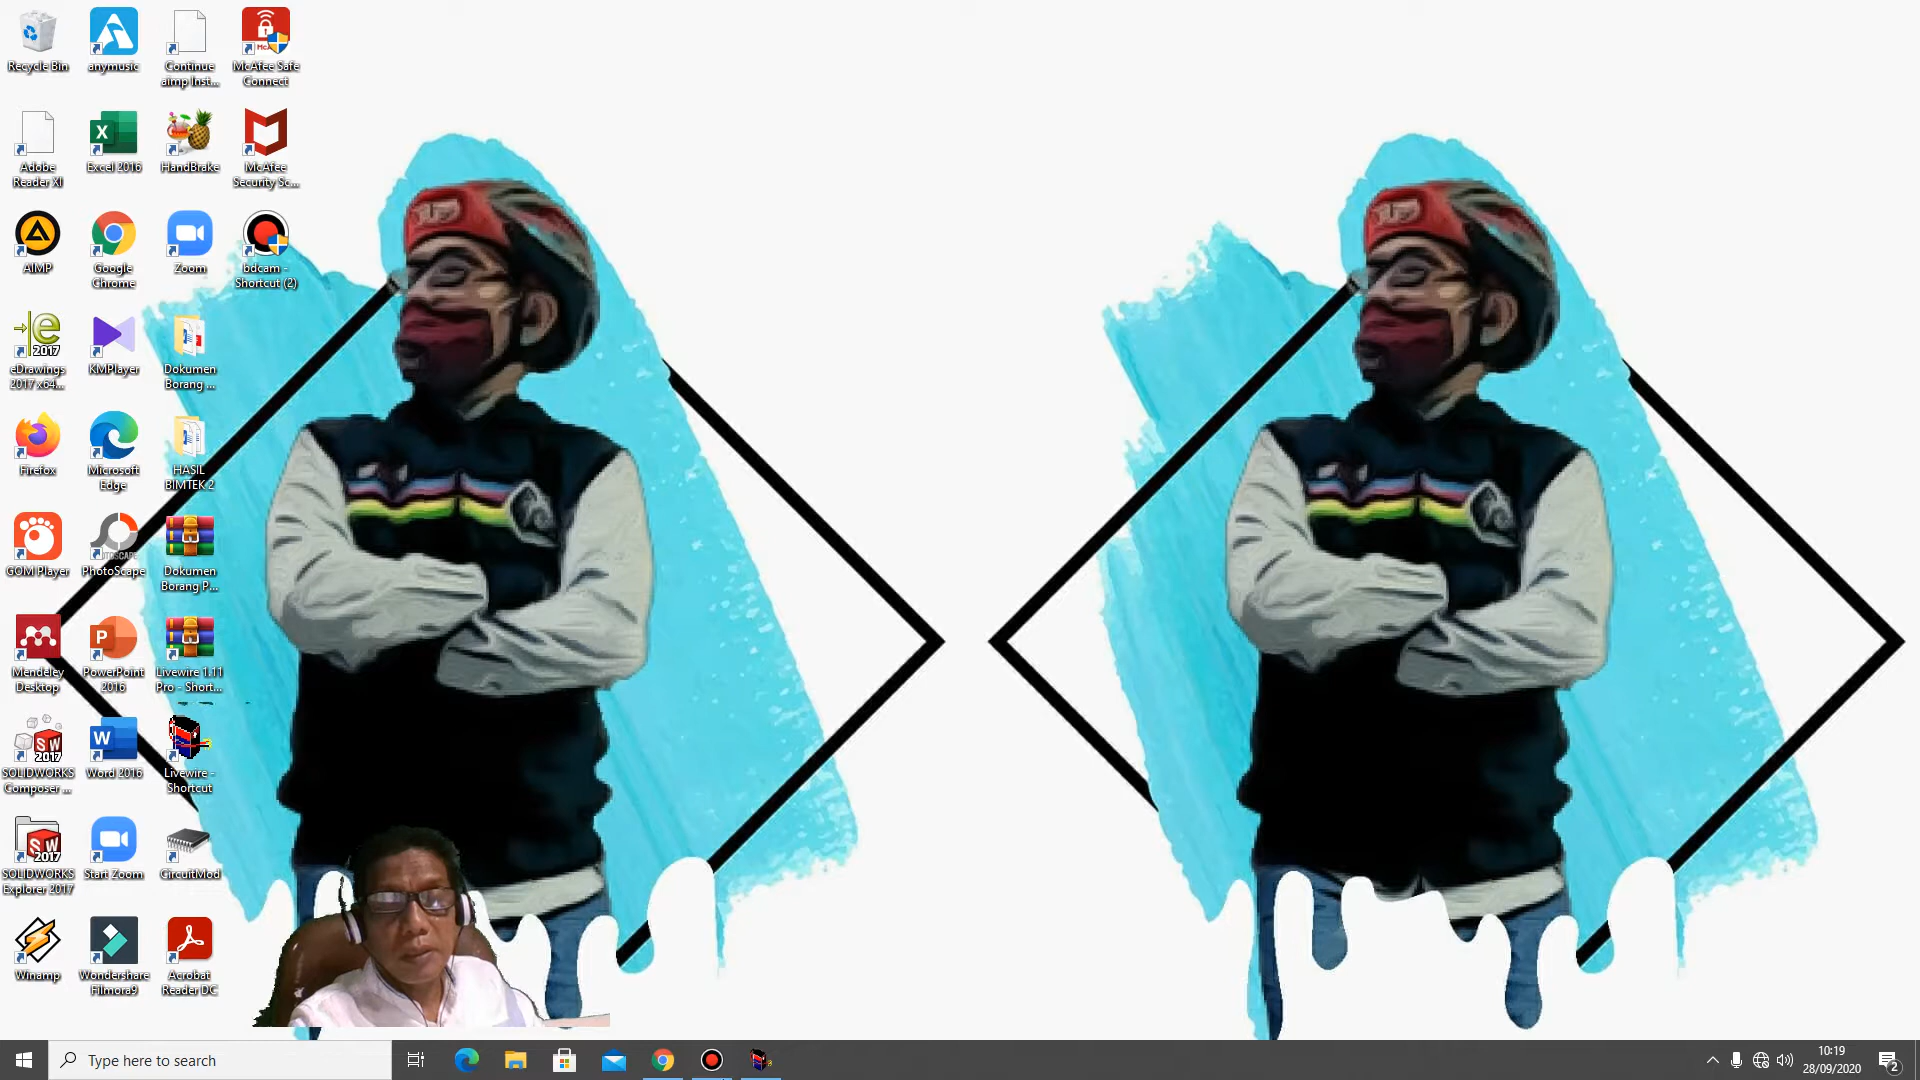 Recycle Bin
anymusic
Continue
aimp Inst...
McAfee Safe
Connect
Adobe
Reader XI
Excel 2016
HandBrake
McAfee
Security Sc...
AIMP
Google
Chrome
Zoom
bdcam -
Shortcut (2)
eDrawings
2017 x64...
KMPlayer
Dokumen
Borang ...
Firefox
Microsoft
Edge
HASIL
BIMTEK 2
GOM Player
PhotoScape
Dokumen
Borang P...
Mendeley
Desktop
PowerPoint
2016
Livewire 1.11
Pro - Short...
SOLIDWORKS
Composer ...
Word 2016
Livewire -
Shortcut
SOLIDWORKS
Explorer 2017
Start Zoom
CircuitMod
Winamp
Wondershare
Filmora9
Acrobat
Reader DC
Type here to search
10:19
28/09/2020
2